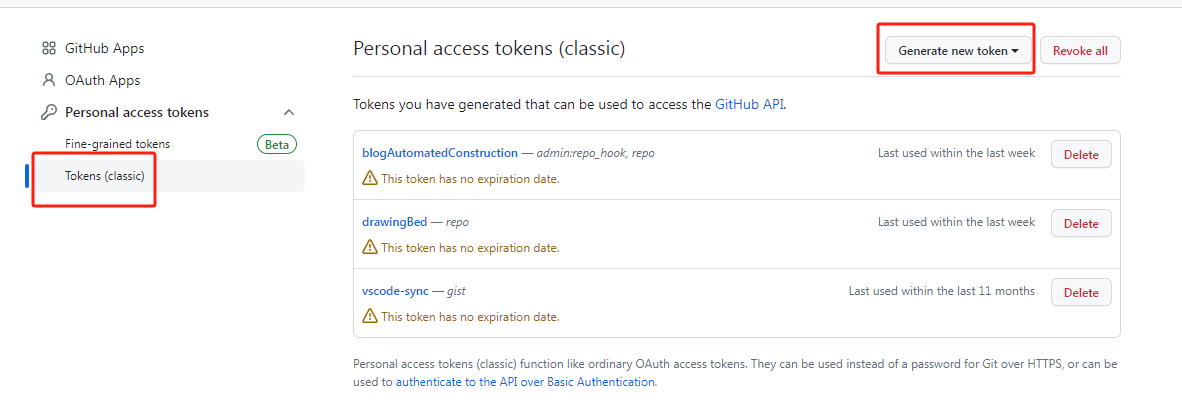 GitHub Apps
OAuth Apps
Personal access tokens
Fine-grained tokens Beta
Tokens (classic)
Personal access tokens (classic) Generate new token Revoke all
Tokens you have generated that can be used to access the GitHub API.
blogAutomatedConstruction — admin:repo_hook, repo Last used within the last week Delete
This token has no expiration date.
drawingBed — repo Last used within the last week Delete
This token has no expiration date.
vscode-sync — gist Last used within the last 11 months Delete
This token has no expiration date.
Personal access tokens (classic) function like ordinary OAuth access tokens. They can be used instead of a password for Git over HTTPS, or can be
used to authenticate to the API over Basic Authentication.